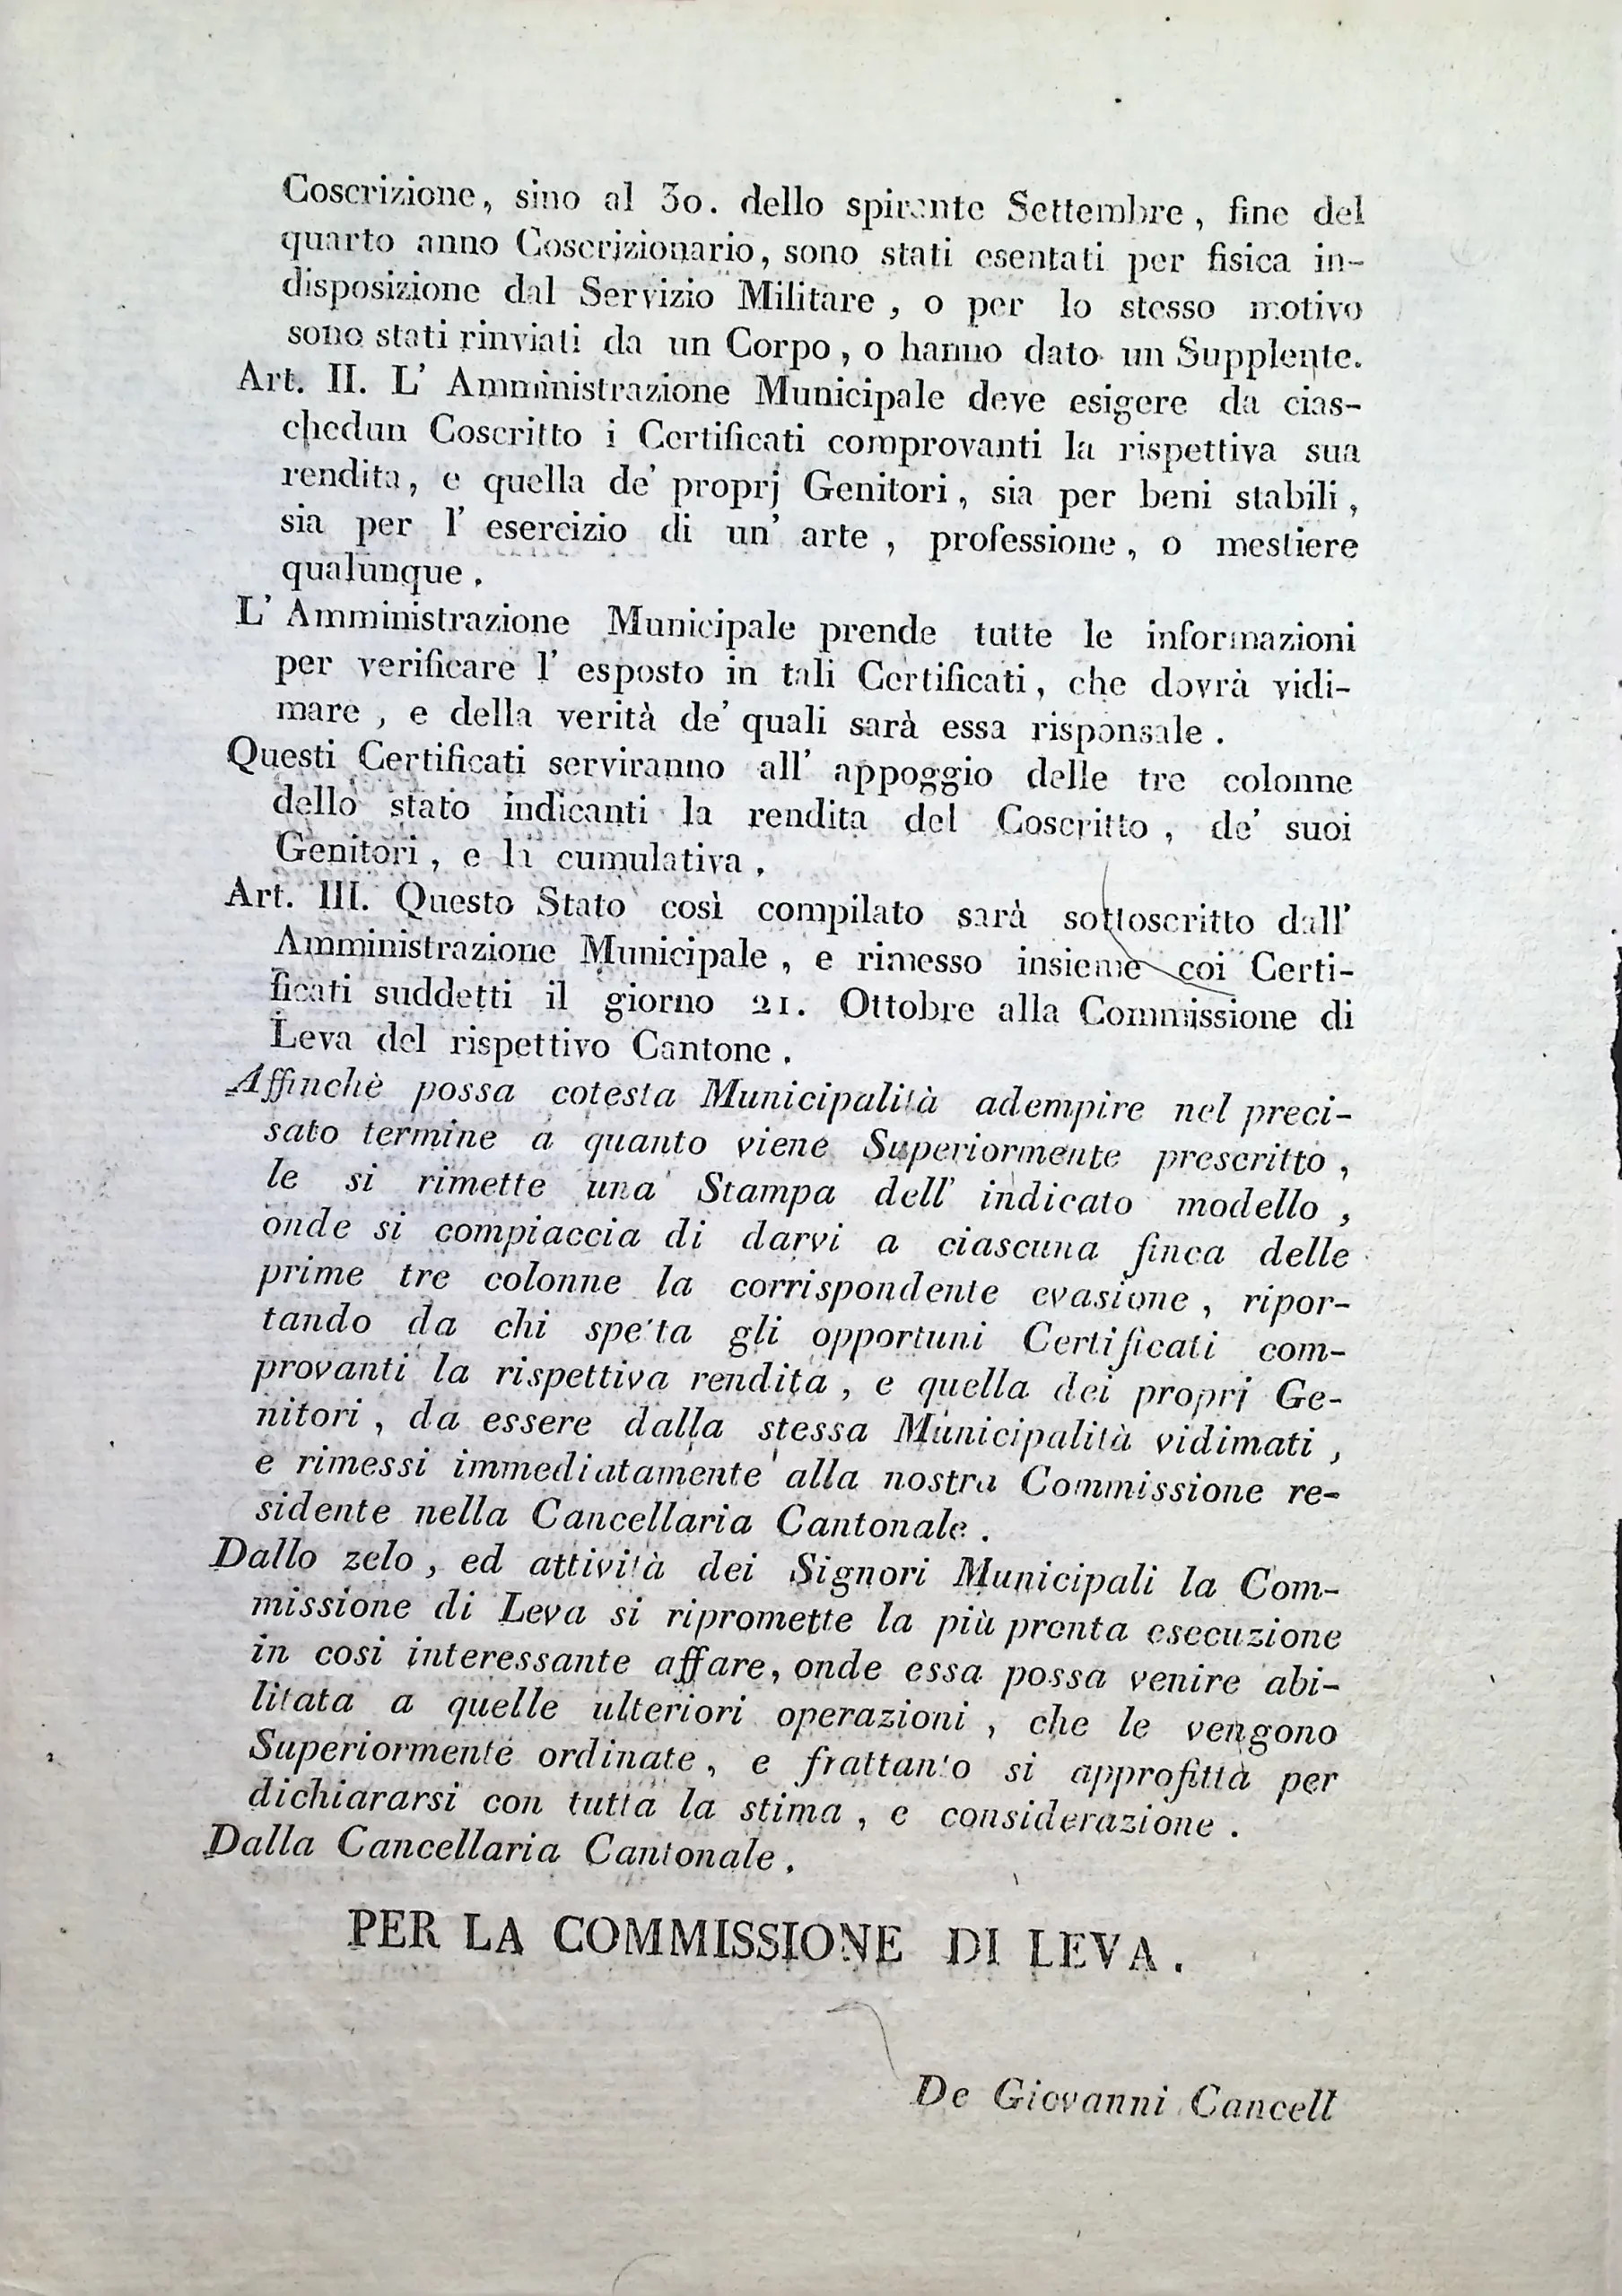 Coscrizione, sino al 30. dello spirante Settembre, fine del
quarto anno Coscrizionario, sono stati esentati per fisica in-
disposizione dal Servizio Militare, o per lo stesso motivo
sono stati rinviati da un Corpo, o hanno dato un Supplente.
Art. II. L' Amministrazione Municipale deve esigere da cias-
chedun Coscritto i Certificati comprovanti la rispettiva sua
rendita, e quella de' proprj Genitori, sia per beni stabili,
sia per l' esercizio di un' arte, professione, o mestiere
qualunque.
L' Amministrazione Municipale prende tutte le informazioni
per verificare l' esposto in tali Certificati, che dovrà vidi-
mare, e della verità de' quali sarà essa risponsale.
Questi Certificati serviranno all' appoggio delle tre colonne
dello stato indicanti la rendita del Coscritto, de' suoi
Genitori, e la cumulativa.
Art. III. Questo Stato così compilato sarà sottoscritto dall'
Amministrazione Municipale, e rimesso insieme coi Certi-
ficati suddetti il giorno 21. Ottobre alla Commissione di
Leva del rispettivo Cantone.
Affinchè possa cotesta Municipalità adempire nel preci-
sato termine a quanto viene Superiormente prescritto,
le si rimette una Stampa dell' indicato modello,
onde si compiaccia di darvi a ciascuna finca delle
prime tre colonne la corrispondente evasione, ripor-
tando da chi spetta gli opportuni Certificati com-
provanti la rispettiva rendita, e quella dei proprj Ge-
nitori, da essere dalla stessa Municipalità vidimati,
e rimessi immediatamente alla nostra Commissione re-
sidente nella Cancellaria Cantonale.
Dallo zelo, ed attività dei Signori Municipali la Com-
missione di Leva si ripromette la più pronta esecuzione
in cosi interessante affare, onde essa possa venire abi-
litata a quelle ulteriori operazioni, che le vengono
Superiormente ordinate, e frattanto si approfitta per
dichiararsi con tutta la stima, e considerazione.
Dalla Cancellaria Cantonale.
PER LA COMMISSIONE DI LEVA.
De Giovanni Cancell